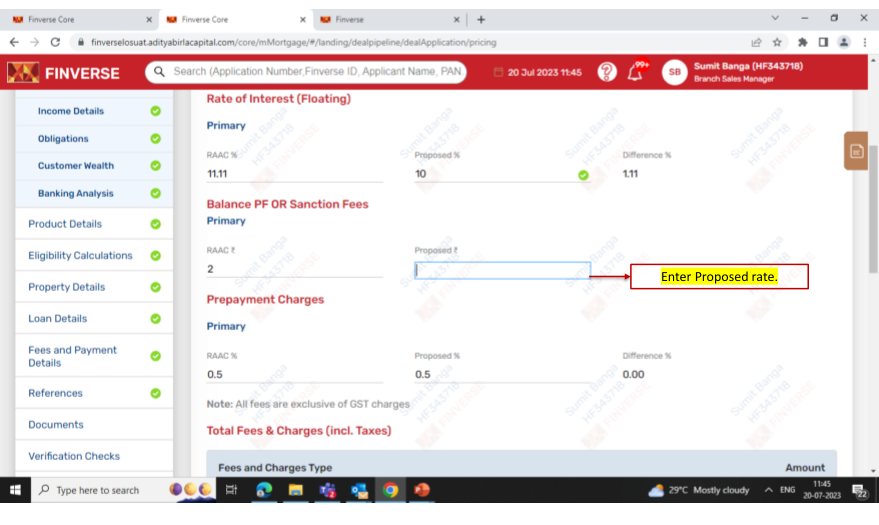 Finverse Core
Finverse Core
Finverse
finverselosuat.adityabirlacapital.com/core/mMortgage/#/landing/dealpipeline/dealApplication/pricing
FINVERSE
Search (Application Number,Finverse ID, Applicant Name, PAN
20 Jul 2023 11:45
99+
SB
Sumit Banga (HF343718)
Branch Sales Manager
Income Details
Obligations
Customer Wealth
Banking Analysis
Product Details
Eligibility Calculations
Property Details
Loan Details
Fees and Payment
Details
References
Documents
Verification Checks
Rate of Interest (Floating)
Primary
RAAC % Proposed % Difference %
11.11 10 1.11
Balance PF OR Sanction Fees
Primary
RAAC ₹ Proposed ₹
2
Enter Proposed rate.
Prepayment Charges
Primary
RAAC % Proposed % Difference %
0.5 0.5 0.00
Note: All fees are exclusive of GST charges
Total Fees & Charges (incl. Taxes)
Fees and Charges Type Amount
Sumit Banga
HF343718
FINVERSE
Type here to search
29°C Mostly cloudy
ENG
11:45
20-07-2023
22